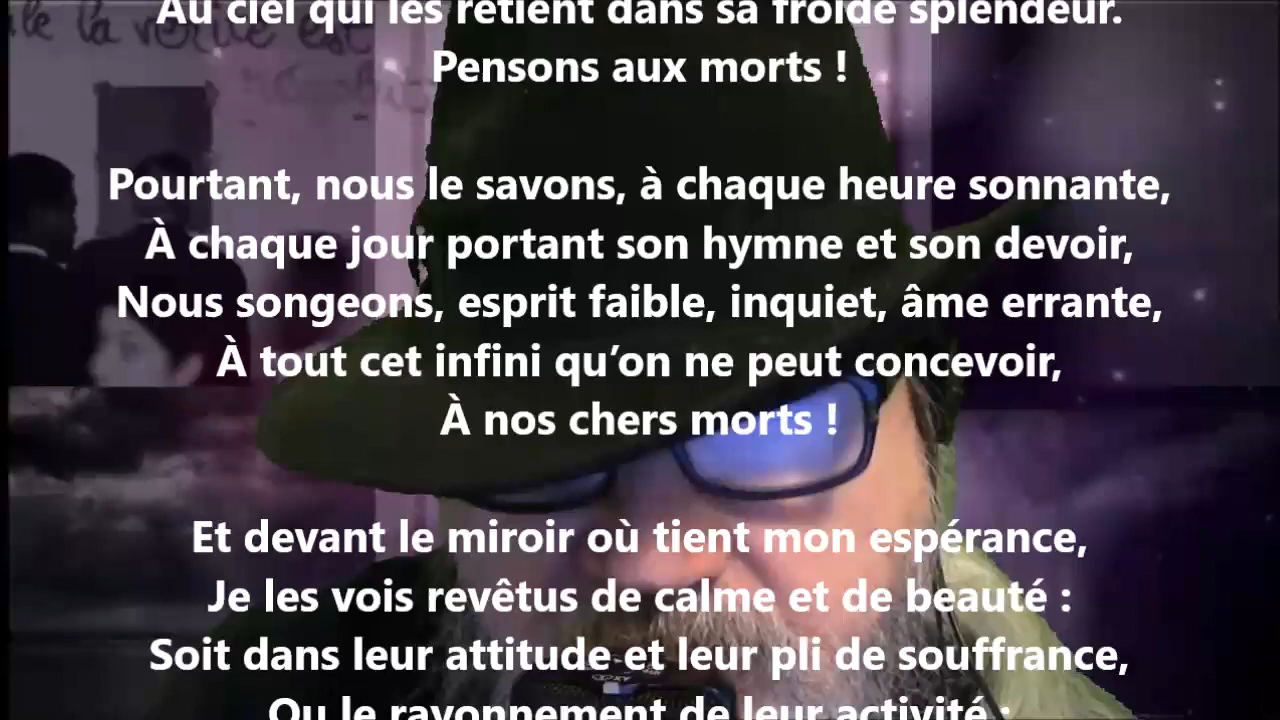 Au ciel qui les retient dans sa froide splendeur.
Pensons aux morts !
Pourtant, nous le savons, à chaque heure sonnante,
À chaque jour portant son hymne et son devoir,
Nous songeons, esprit faible, inquiet, âme errante,
À tout cet infini qu’on ne peut concevoir,
À nos chers morts !
Et devant le miroir où tient mon espérance,
Je les vois revêtus de calme et de beauté :
Soit dans leur attitude et leur pli de souffrance,
Ou le rayonnement de leur activité ;
la vérité est